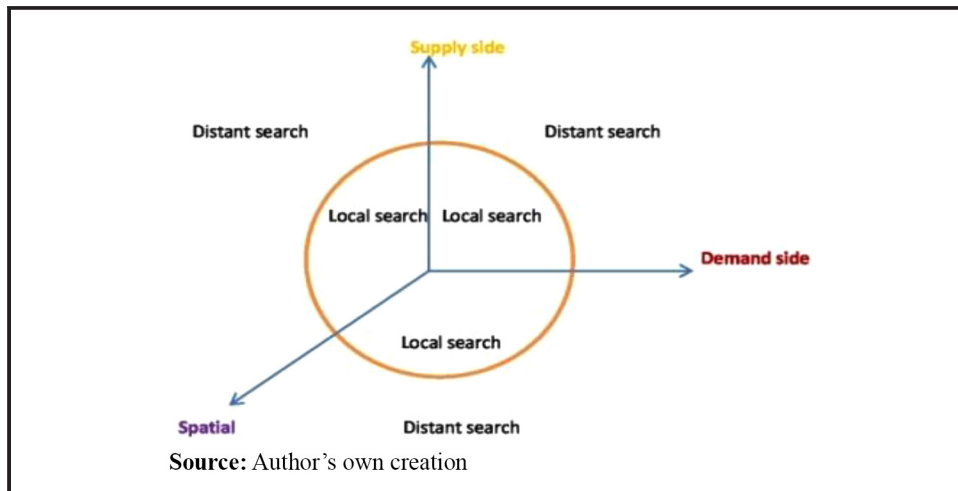 Supply side
Distant search
Distant search
Local search
Local search
Demand side
Local search
Spatial
Distant search
Source: Author's own creation